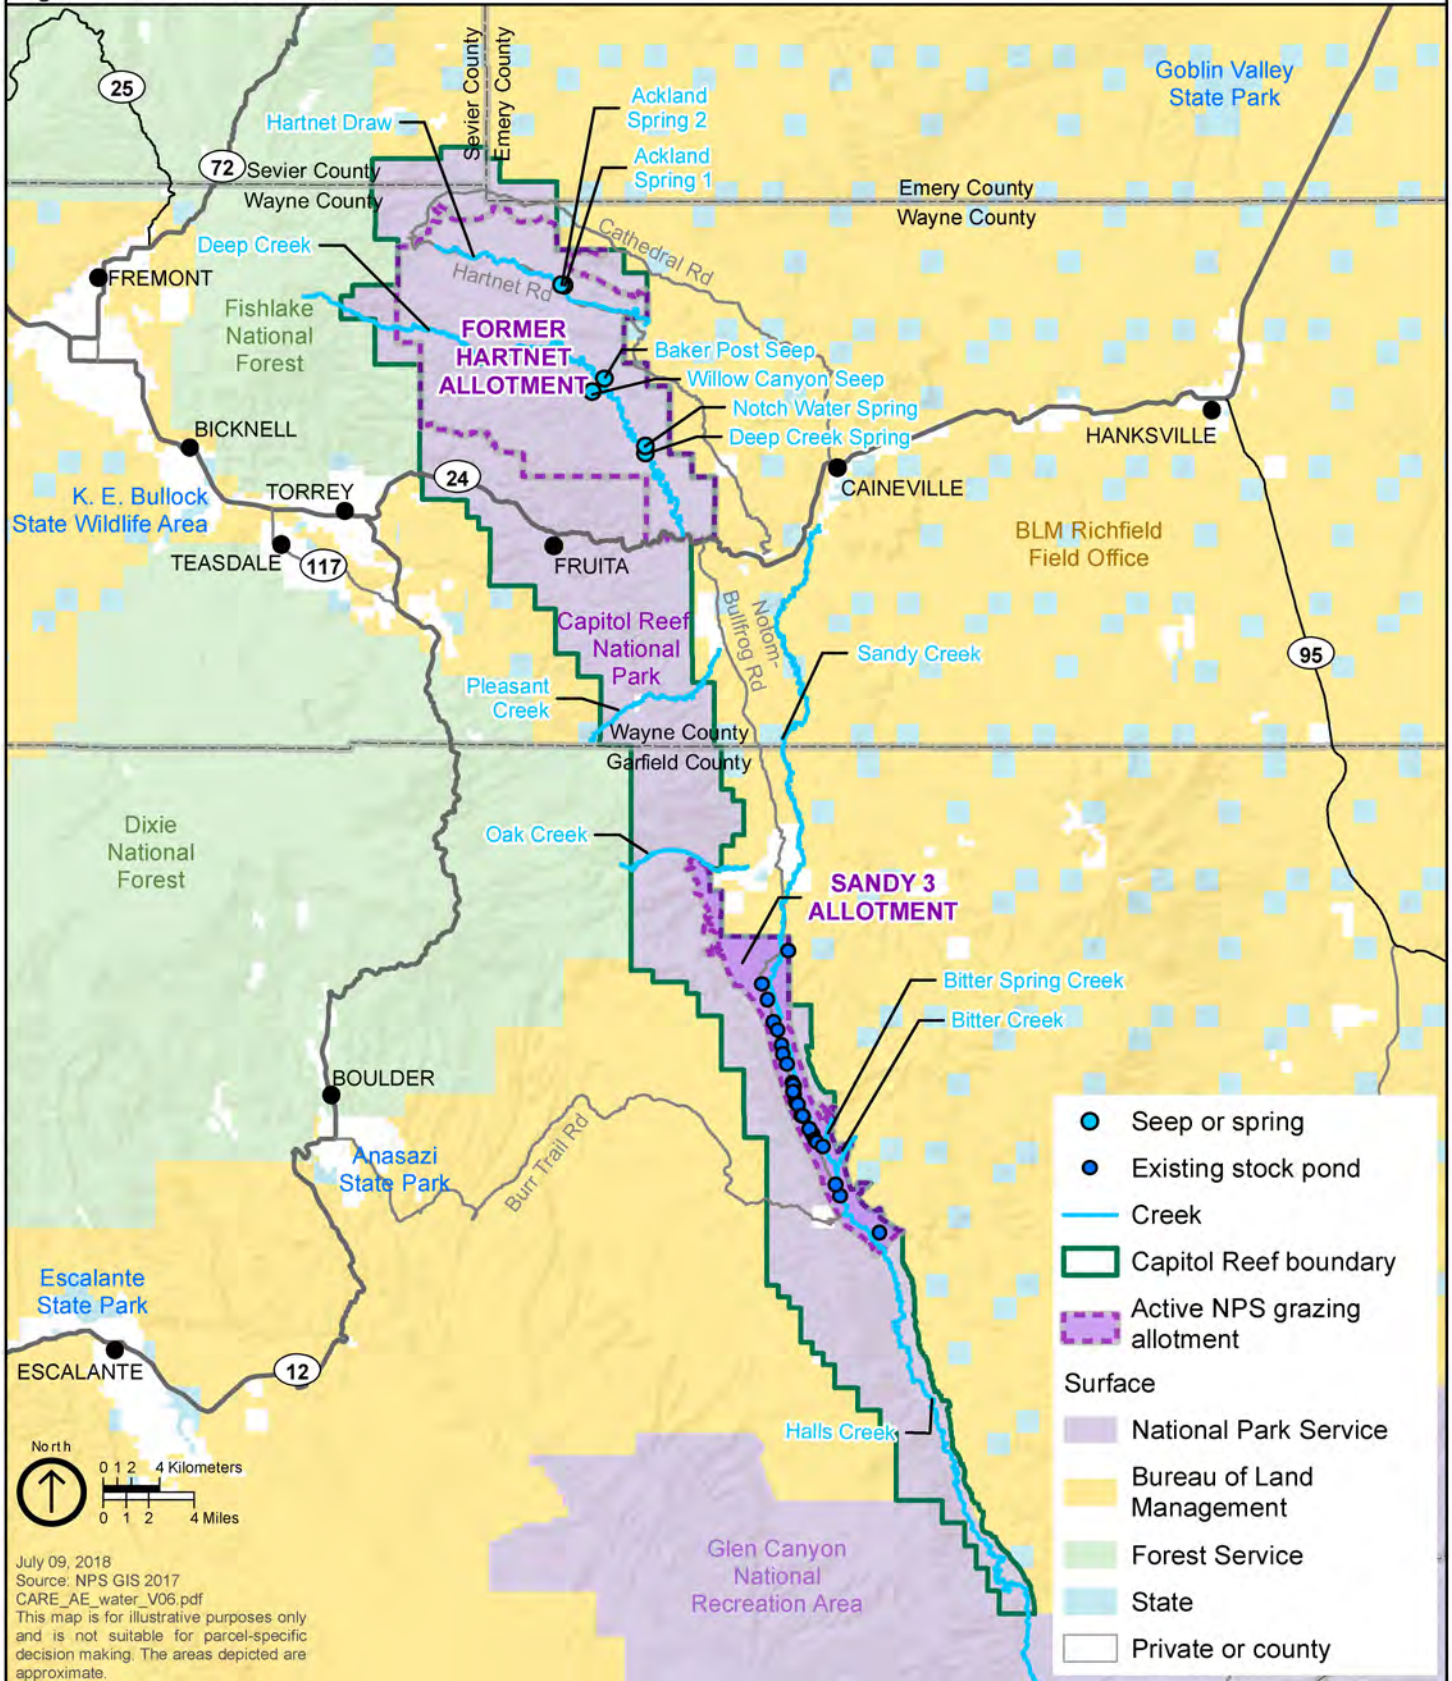 25
72
Sevier County
Emery County
Hartnet Draw
Ackland
Spring 2
Ackland
Spring 1
Goblin Valley
State Park
Sevier County
Wayne County
Emery County
Wayne County
Deep Creek
Cathedral Rd
Hartnet Rd
FREMONT
Fishlake
National
Forest
FORMER
HARTNET
ALLOTMENT
Baker Post Seep
Willow Canyon Seep
Notch Water Spring
Deep Creek Spring
HANKSVILLE
BICKNELL
24
CAINEVILLE
K. E. Bullock
State Wildlife Area
TORREY
TEASDALE
117
FRUITA
BLM Richfield
Field Office
Notom-
Bullfrog Rd
Capitol Reef
National
Park
Sandy Creek
95
Pleasant
Creek
Wayne County
Garfield County
Dixie
National
Forest
Oak Creek
SANDY 3
ALLOTMENT
Bitter Spring Creek
Bitter Creek
BOULDER
Anasazi
State Park
Burr Trail Rd
Escalante
State Park
ESCALANTE
12
Halls Creek
Glen Canyon
National
Recreation Area
Seep or spring
Existing stock pond
Creek
Capitol Reef boundary
Active NPS grazing
allotment
Surface
National Park Service
Bureau of Land
Management
Forest Service
State
Private or county
North
0 1 2 4 Kilometers
0 1 2 4 Miles
July 09, 2018
Source: NPS GIS 2017
CARE_AE_water_V06.pdf
This map is for illustrative purposes only
and is not suitable for parcel-specific
decision making. The areas depicted are
approximate.